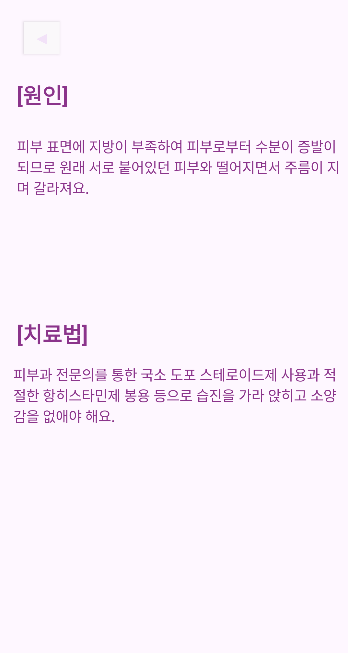 [원인]
피부 표면에 지방이 부족하여 피부로부터 수분이 증발이
되므로 원래 서로 붙어있던 피부와 떨어지면서 주름이 지
며 갈라져요.
[치료법]
피부과 전문의를 통한 국소 도포 스테로이드제 사용과 적
절한 항히스타민제 봉용 등으로 습진을 가라 앉히고 소양
감을 없애야 해요.